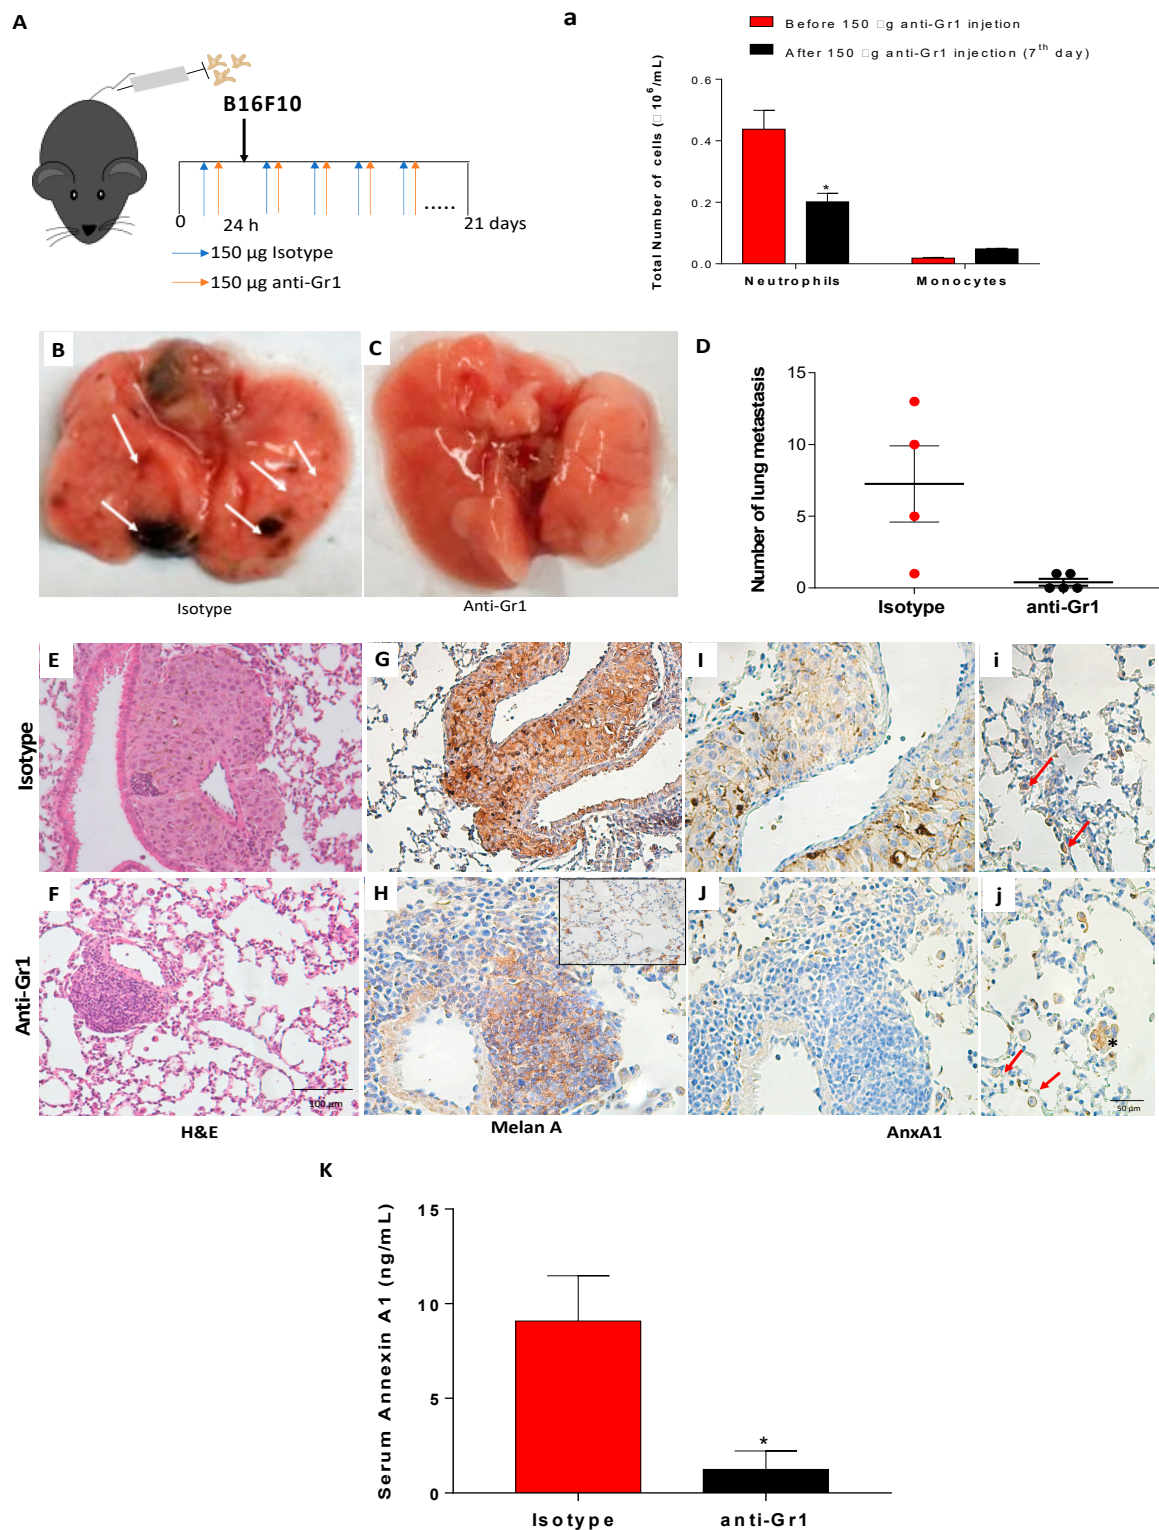 A
B16F10
0
24 h
21 days
150 µg Isotype
150 µg anti-Gr1
a
Before 150 □g anti-Gr1 injetion
After 150 □g anti-Gr1 injection (7th day)
Total Number of cells (□ 10^6/mL)
0.6
0.4
0.2
0.0
*
Neutrophils
Monocytes
B
C
Isotype
Anti-Gr1
D
Number of lung metastasis
15
10
5
0
Isotype
anti-Gr1
Isotype
E
G
I
i
Anti-Gr1
F
H
J
j
*
100 µm
50 µm
H&E
Melan A
AnxA1
K
Serum Annexin A1 (ng/mL)
15
10
5
0
*
Isotype
anti-Gr1